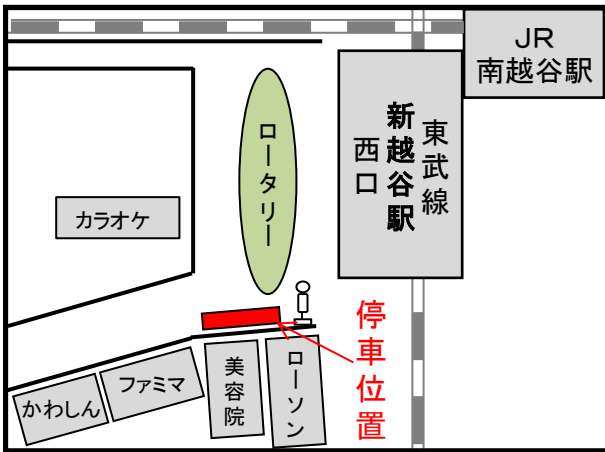 JR
南越谷駅
東武線
新越谷駅
西口
ロータリー
カラオケ
停車位置
ローソン
美容院
ファミマ
かわしん